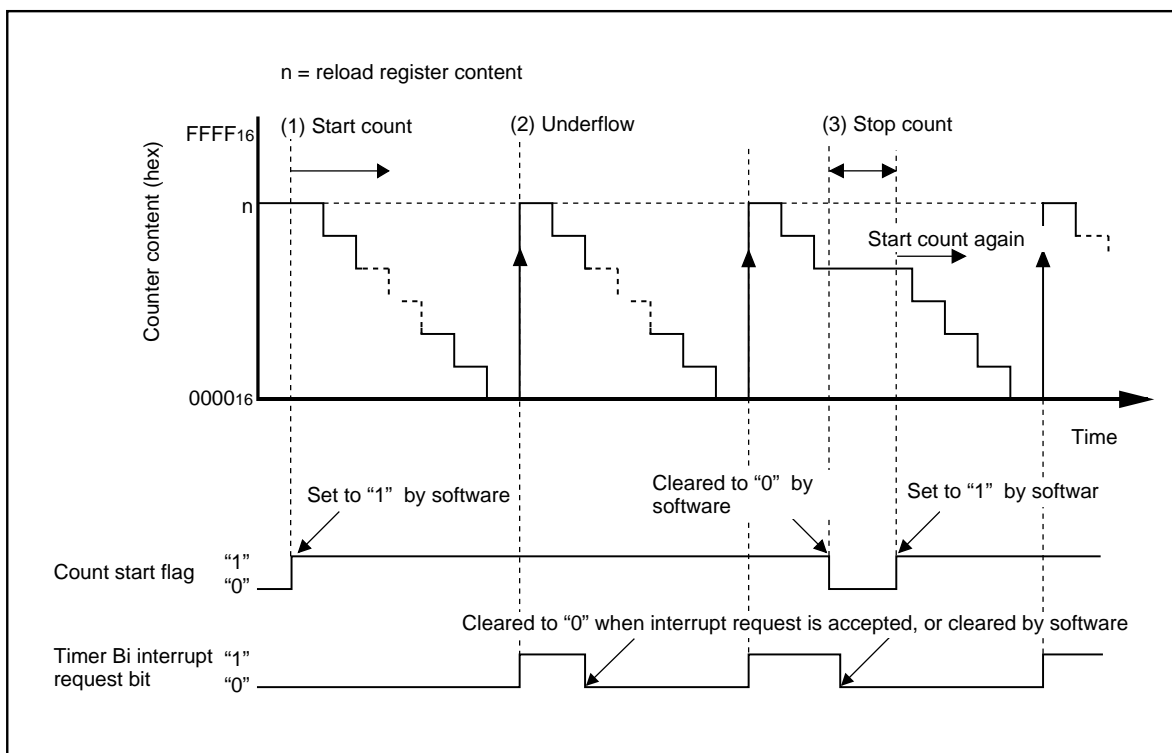 n = reload register content
(1) Start count
(2) Underflow
(3) Stop count
FFFF16
Counter content (hex)
n
Start count again
000016
Time
Set to “1” by software
Cleared to “0” by
software
Set to “1” by softwar
Count start flag
“1”
“0”
Cleared to “0” when interrupt request is accepted, or cleared by software
Timer Bi interrupt
request bit
“1”
“0”